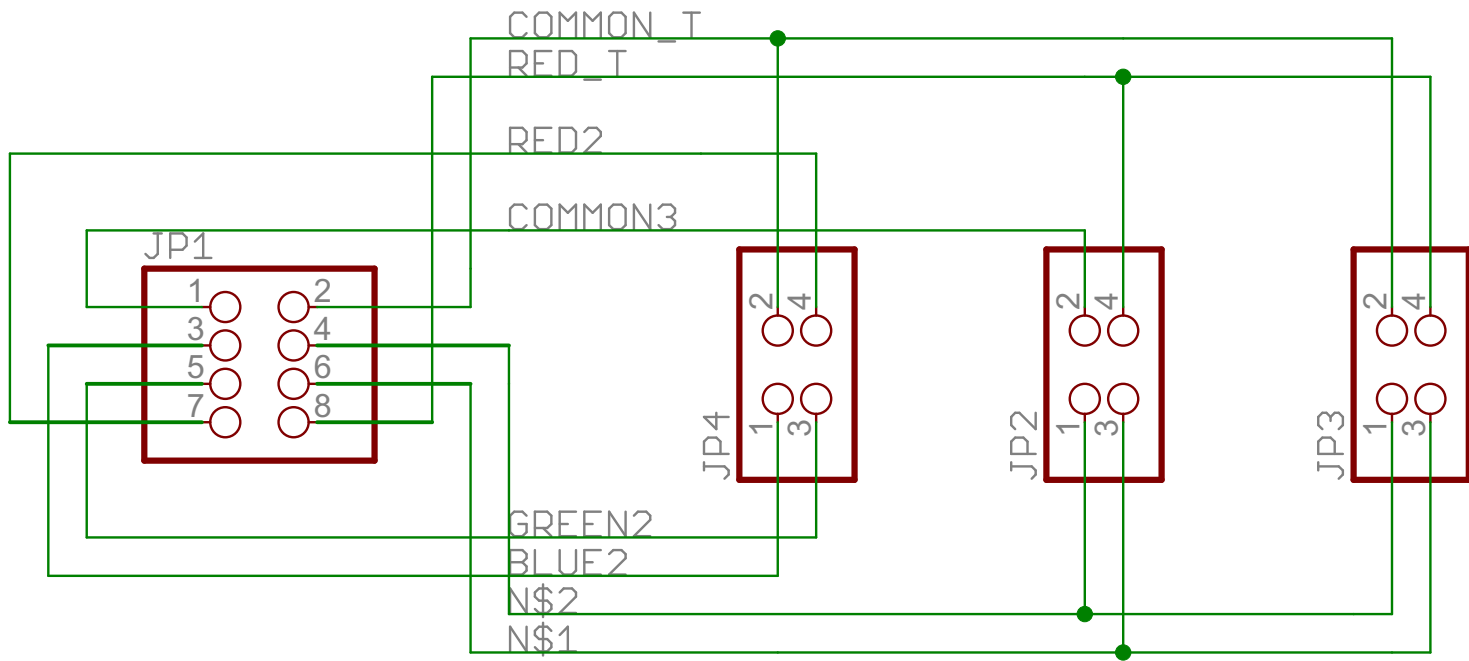 COMMON_T
RED_T
RED2
COMMON3
JP1
1 2
3 4
5 6
7 8
2 4
1 3
JP4
2 4
1 3
JP2
2 4
1 3
JP3
GREEN2
BLUE2
N$2
N$1